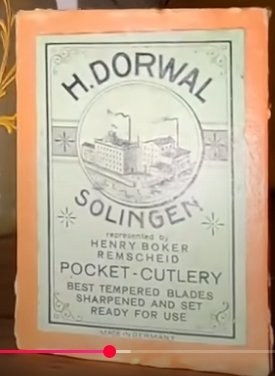 H. DORWAL
SOLINGEN
represented by
HENRY BOKER
REMSCHEID
POCKET-CUTLERY
BEST TEMPERED BLADES
SHARPENED AND SET
READY FOR USE
MADE IN GERMANY